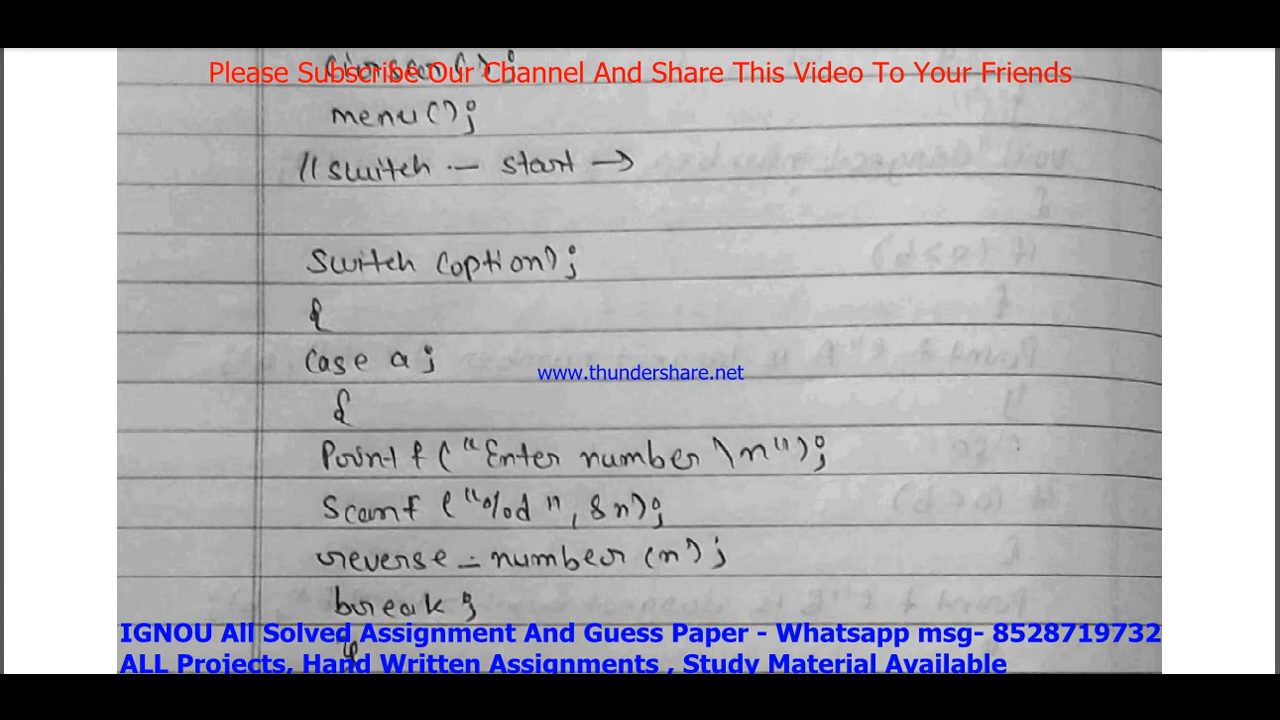 Please Subscribe Our Channel And Share This Video To Your Friends
menu();
// switch - start →
Switch (option);
{
Case a;
www.thundershare.net
{
Printf ("Enter number \n");
Scanf ("%d", &n);
reverse - number (n);
break;
IGNOU All Solved Assignment And Guess Paper - Whatsapp msg- 8528719732
}
ALL Projects, Hand Written Assignments , Study Material Available